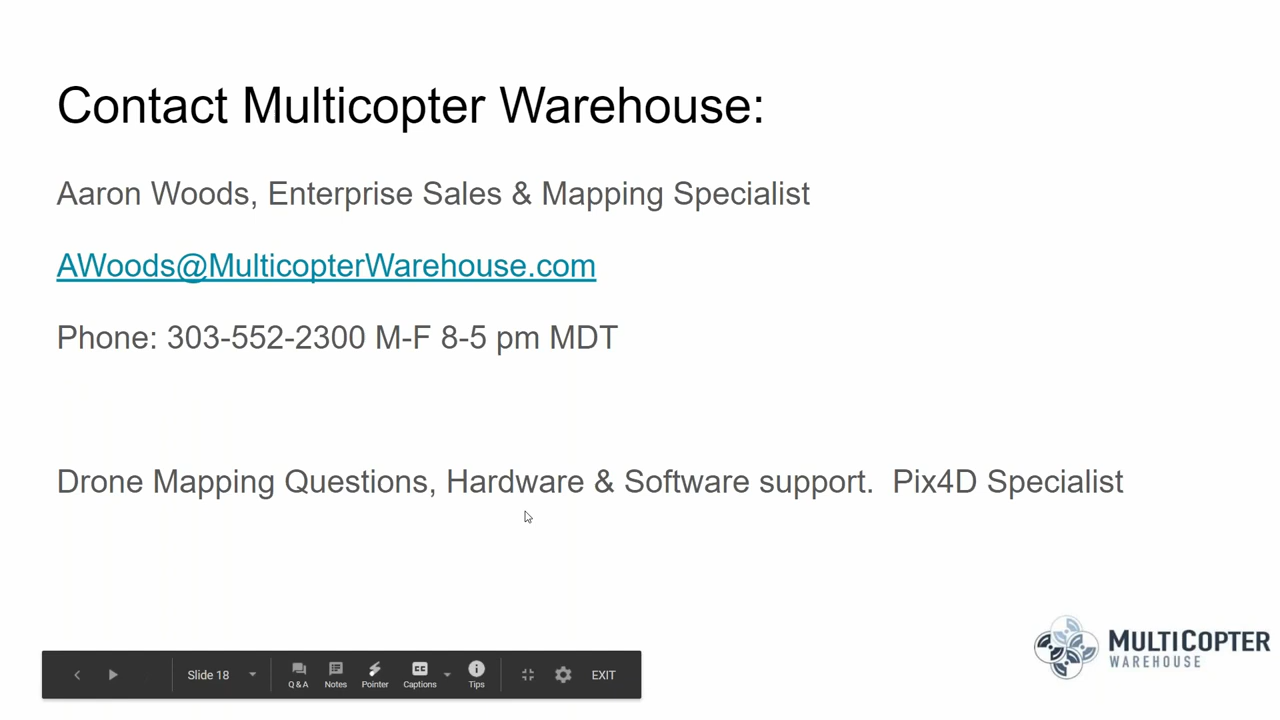 Contact Multicopter Warehouse:
Aaron Woods, Enterprise Sales & Mapping Specialist
AWoods@MulticopterWarehouse.com
Phone: 303-552-2300 M-F 8-5 pm MDT
Drone Mapping Questions, Hardware & Software support.  Pix4D Specialist
MULTICOPTER
WAREHOUSE
Slide 18
Q & A
Notes
Pointer
CC
Captions
Tips
EXIT